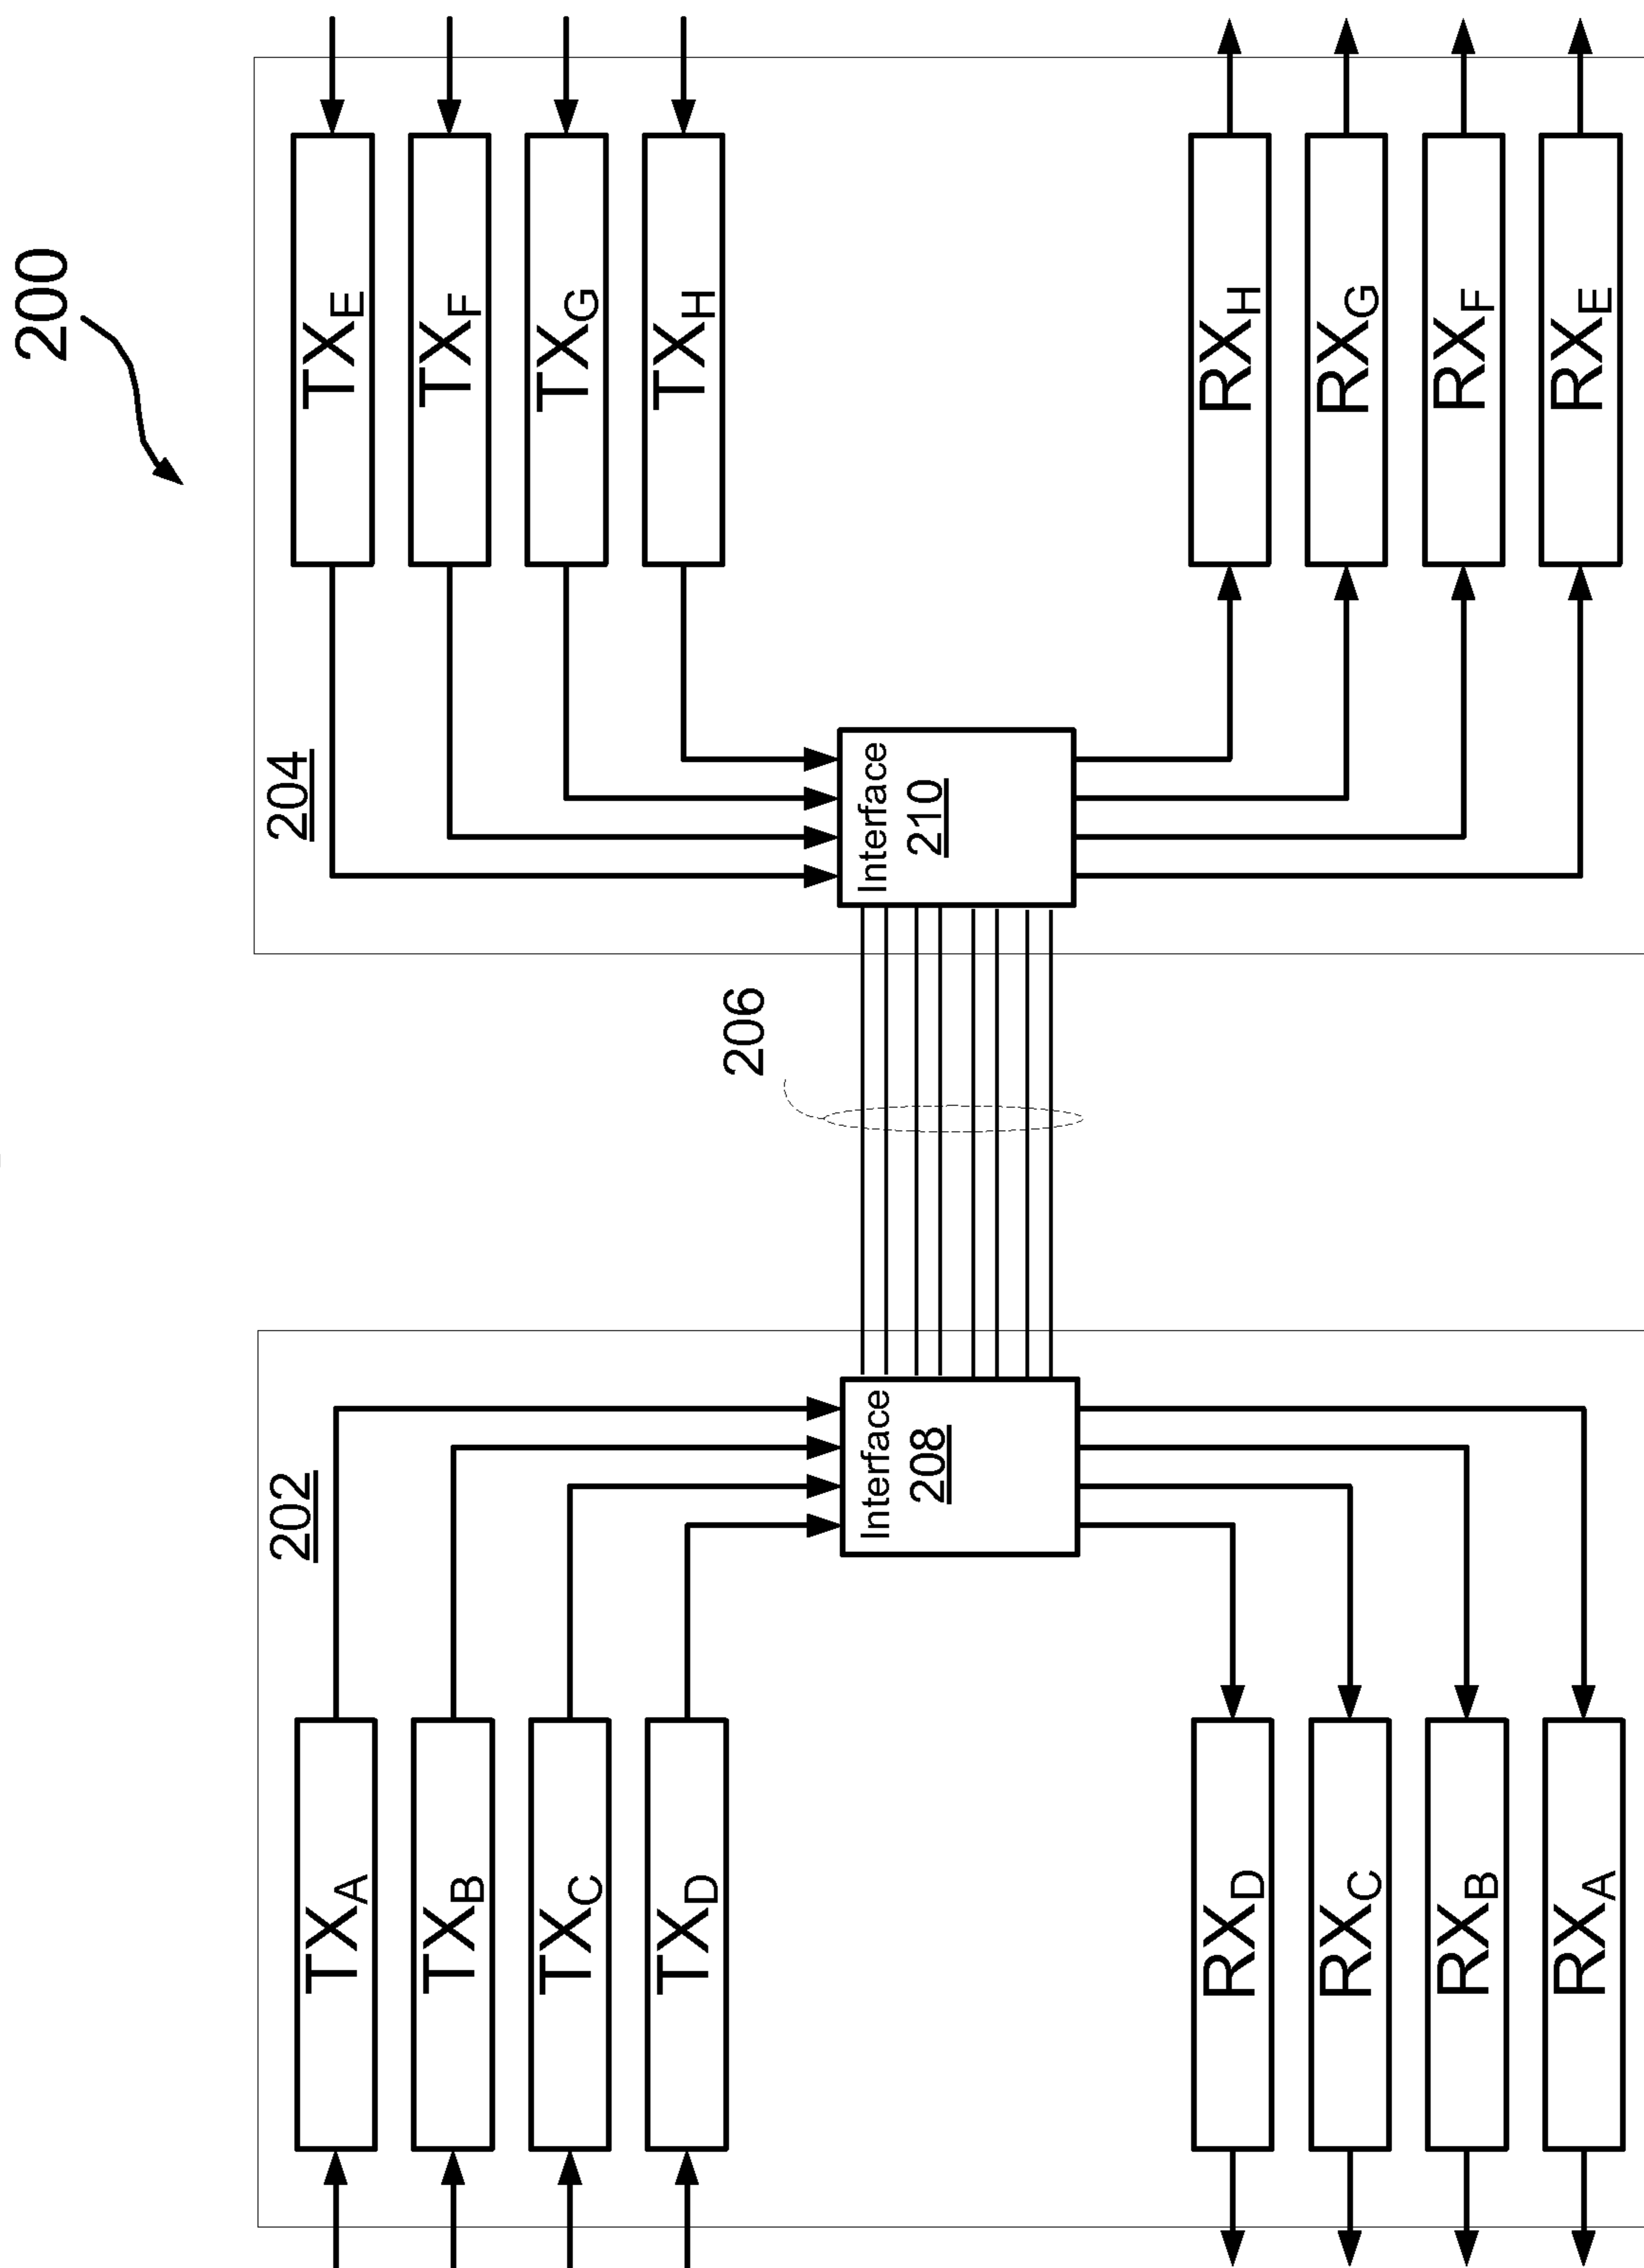 200
202
204
TX_A
TX_B
TX_C
TX_D
TX_E
TX_F
TX_G
TX_H
206
Interface
208
Interface
210
RX_D
RX_C
RX_B
RX_A
RX_H
RX_G
RX_F
RX_E